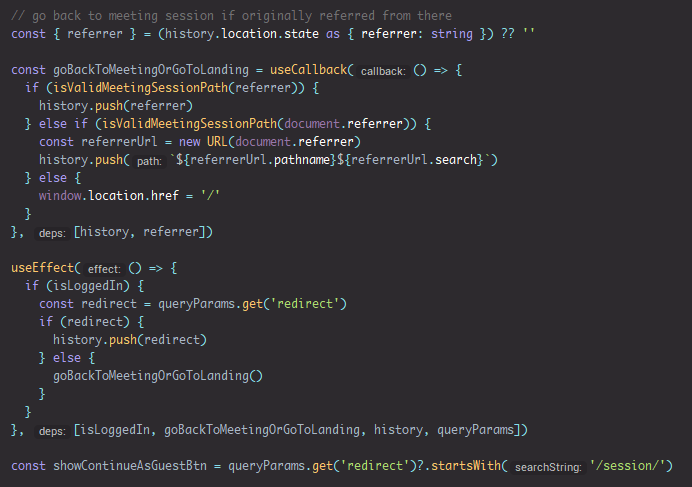 // go back to meeting session if originally referred from there
const { referrer } = (history.location.state as { referrer: string }) ?? ''

const goBackToMeetingOrGoToLanding = useCallback( callback: () => {
  if (isValidMeetingSessionPath(referrer)) {
    history.push(referrer)
  } else if (isValidMeetingSessionPath(document.referrer)) {
    const referrerUrl = new URL(document.referrer)
    history.push( path: `${referrerUrl.pathname}${referrerUrl.search}`)
  } else {
    window.location.href = '/'
  }
}, deps: [history, referrer])

useEffect( effect: () => {
  if (isLoggedIn) {
    const redirect = queryParams.get('redirect')
    if (redirect) {
      history.push(redirect)
    } else {
      goBackToMeetingOrGoToLanding()
    }
  }
}, deps: [isLoggedIn, goBackToMeetingOrGoToLanding, history, queryParams])

const showContinueAsGuestBtn = queryParams.get('redirect')?.startsWith( searchString: '/session/')